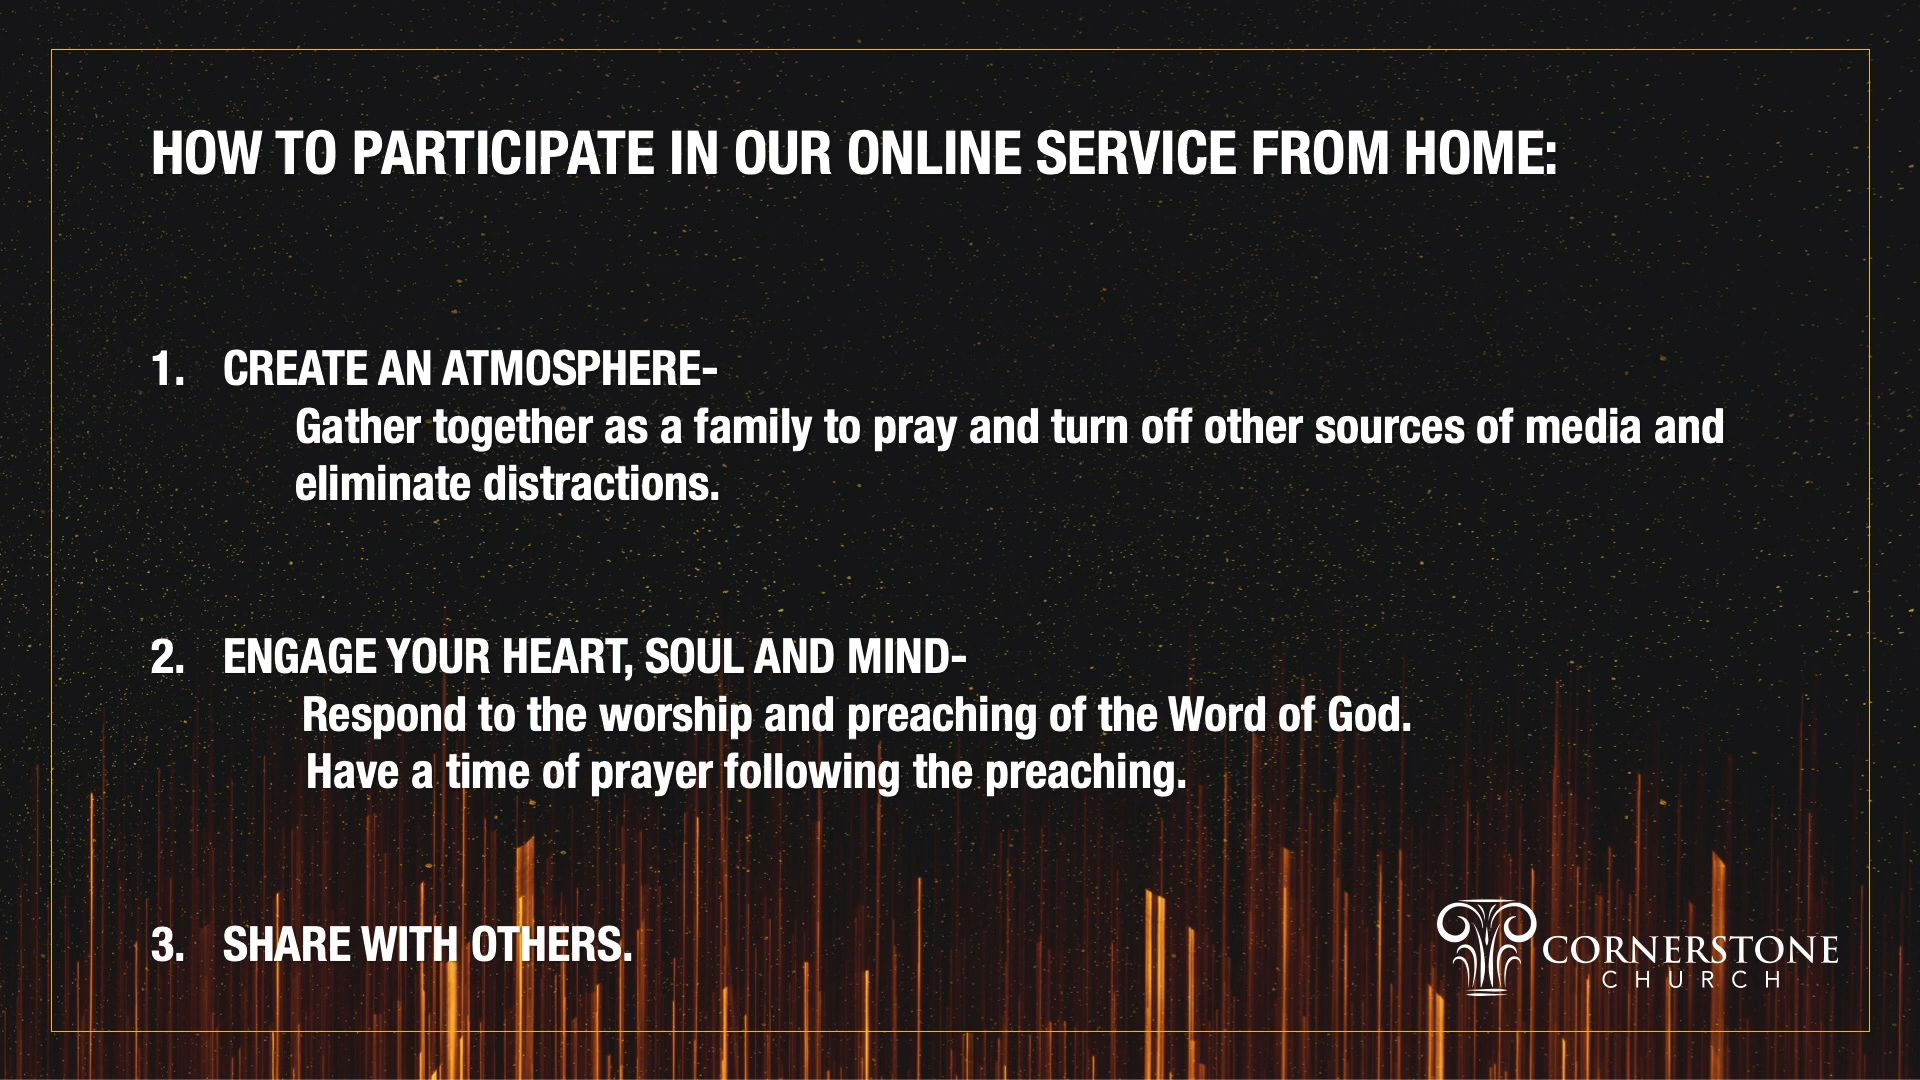 HOW TO PARTICIPATE IN OUR ONLINE SERVICE FROM HOME:
1. CREATE AN ATMOSPHERE-
Gather together as a family to pray and turn off other sources of media and
eliminate distractions.
2. ENGAGE YOUR HEART, SOUL AND MIND-
Respond to the worship and preaching of the Word of God.
Have a time of prayer following the preaching.
3. SHARE WITH OTHERS.
CORNERSTONE
CHURCH